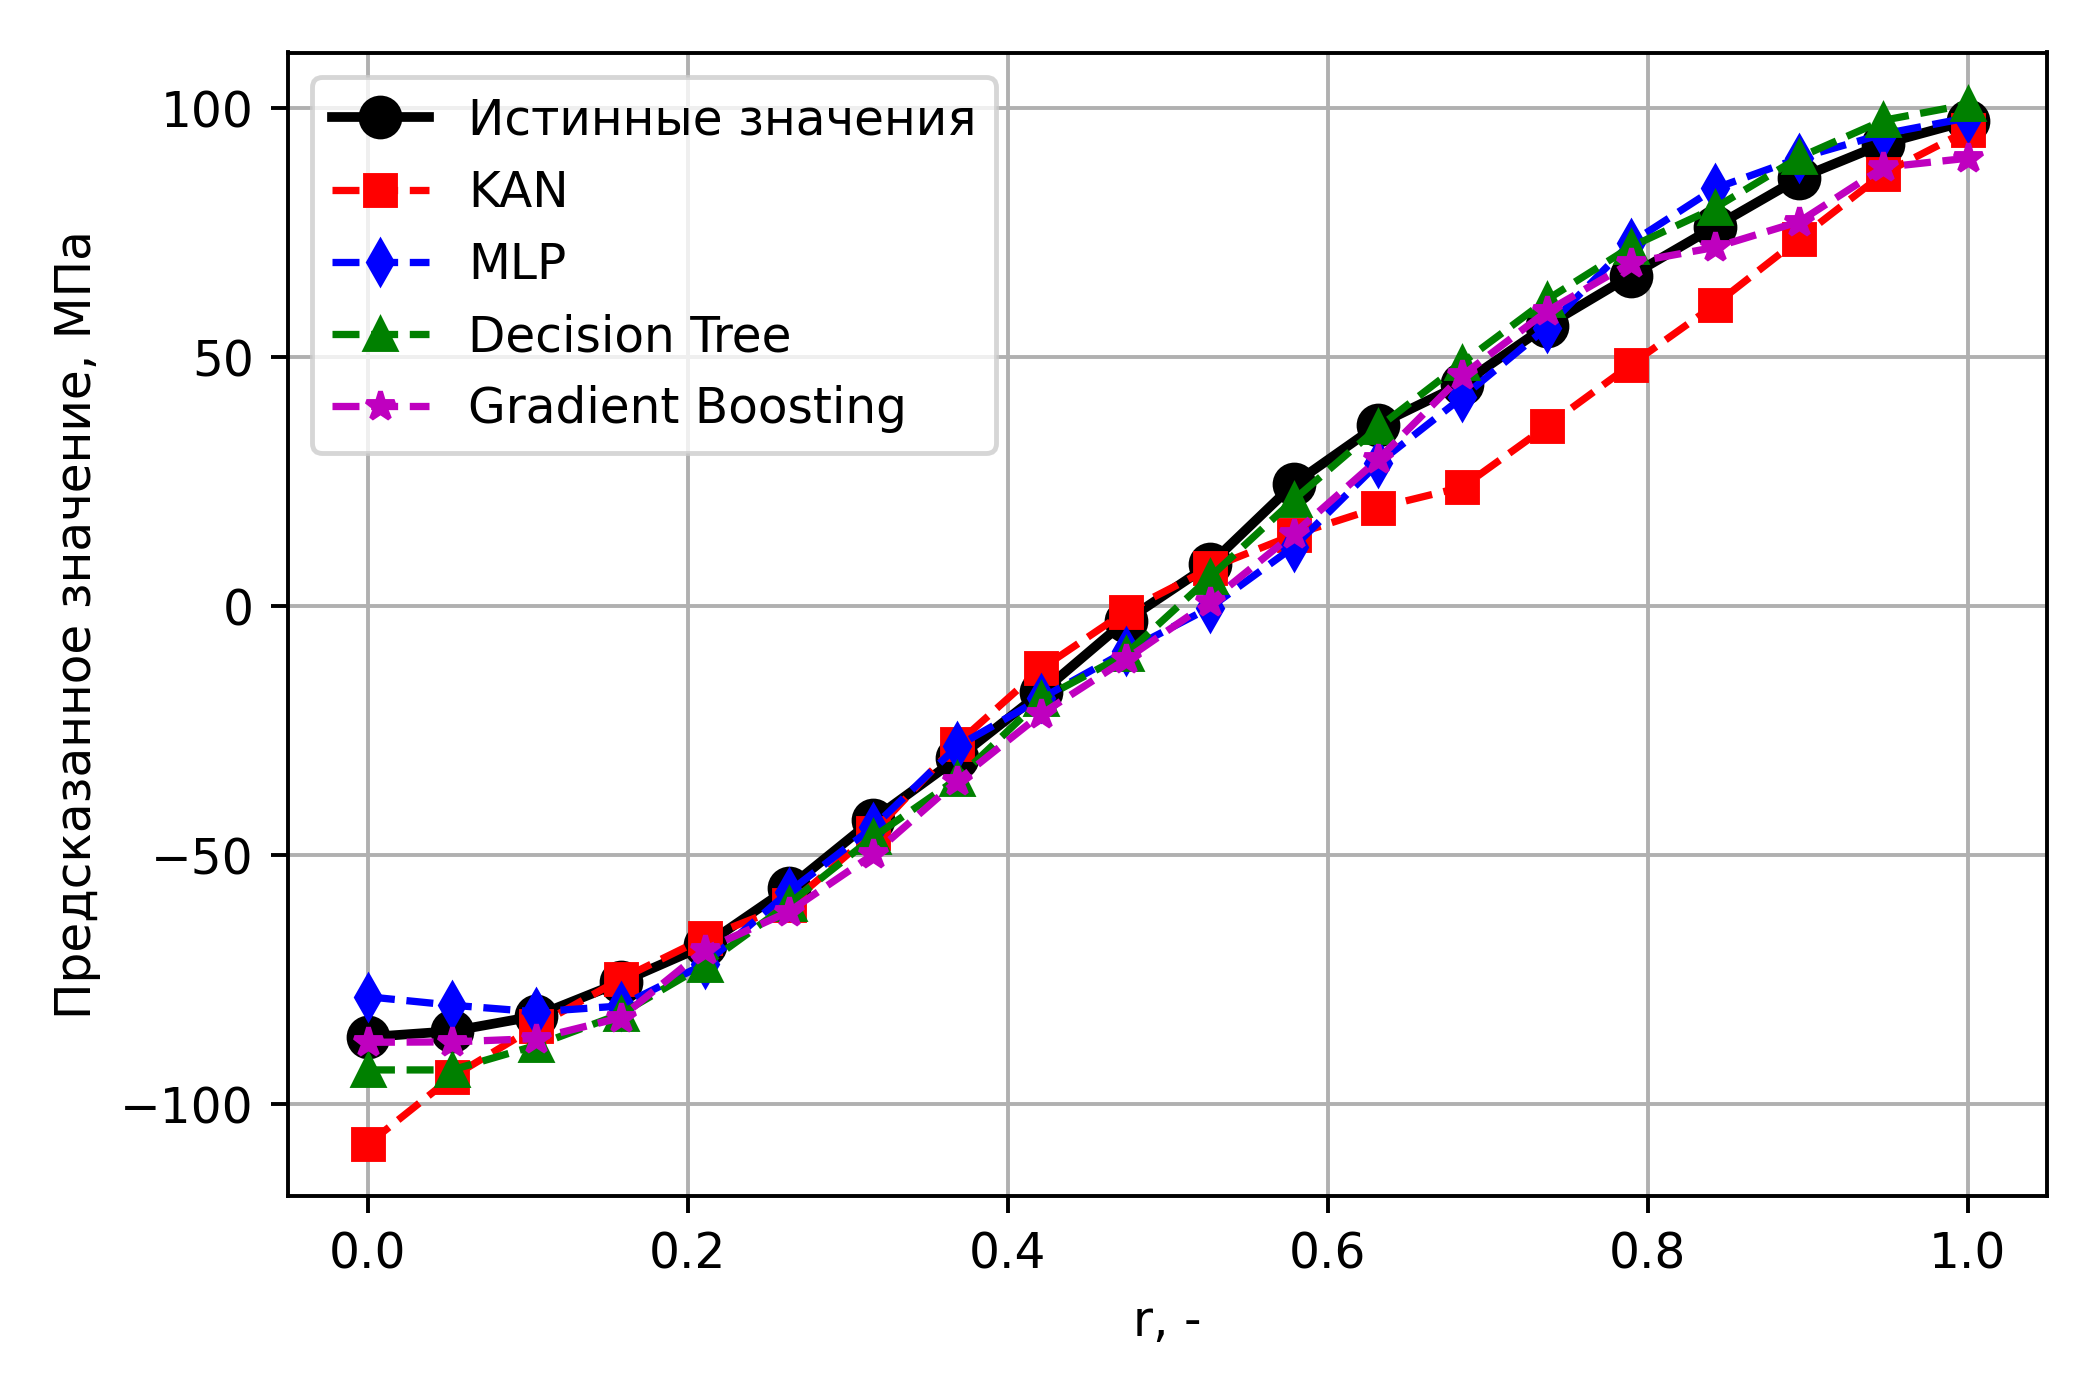 Истинные значения
KAN
MLP
Decision Tree
Gradient Boosting
Предсказанное значение, МПа
100
50
0
−50
−100
0.0 0.2 0.4 0.6 0.8 1.0
r, -